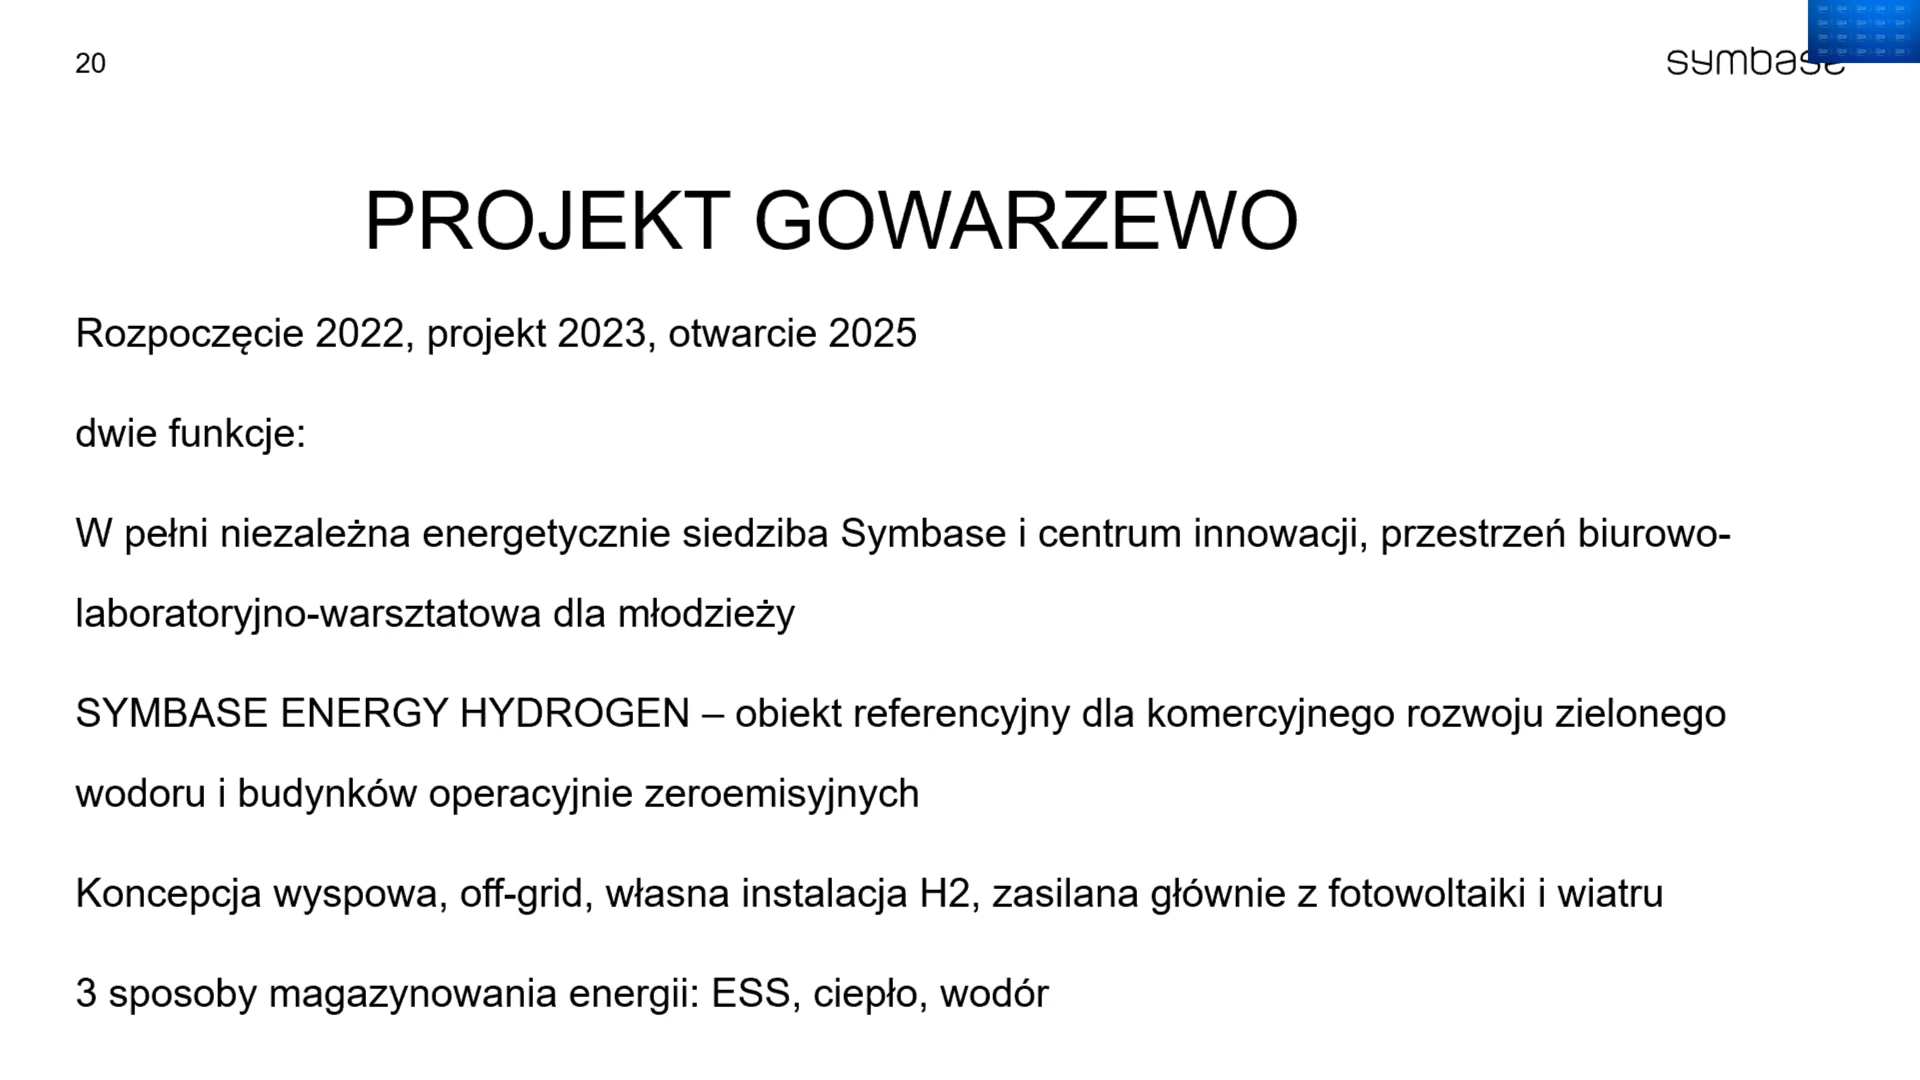 20
symbase
PROJEKT GOWARZEWO
Rozpoczęcie 2022, projekt 2023, otwarcie 2025
dwie funkcje:
W pełni niezależna energetycznie siedziba Symbase i centrum innowacji, przestrzeń biurowo-
laboratoryjno-warsztatowa dla młodzieży
SYMBASE ENERGY HYDROGEN – obiekt referencyjny dla komercyjnego rozwoju zielonego
wodoru i budynków operacyjnie zeroemisyjnych
Koncepcja wyspowa, off-grid, własna instalacja H2, zasilana głównie z fotowoltaiki i wiatru
3 sposoby magazynowania energii: ESS, ciepło, wodór